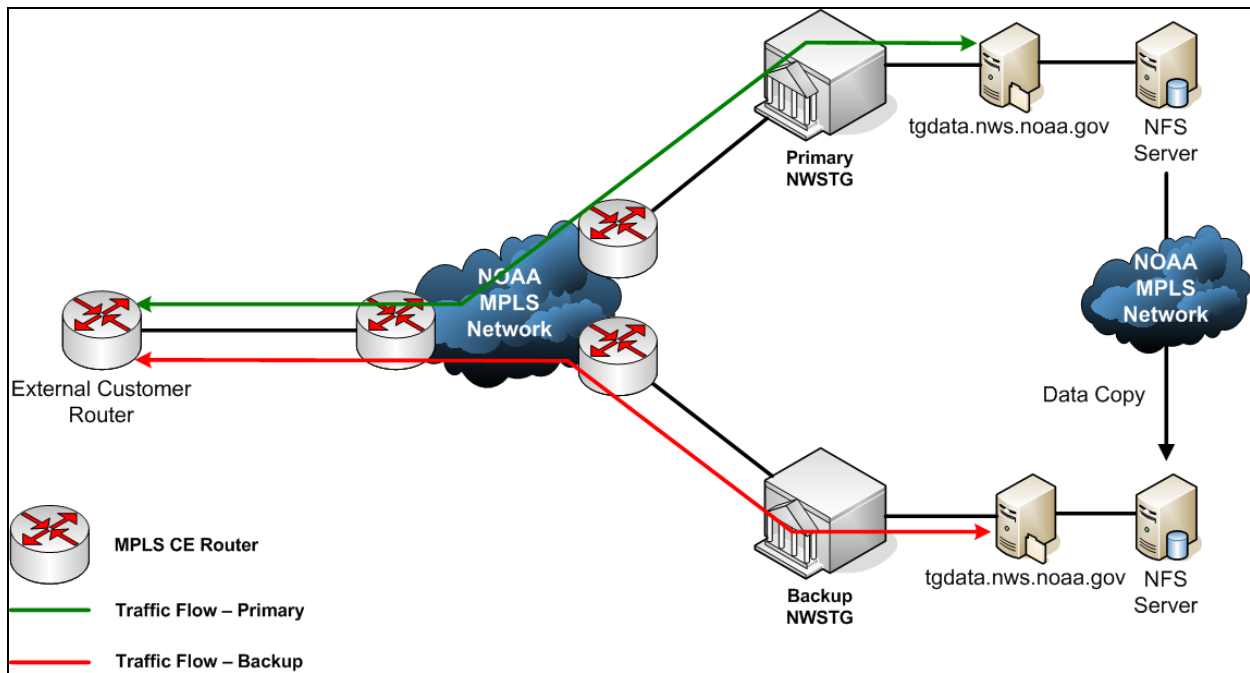 tgdata.nws.noaa.gov
NFS
Server
Primary
NWSTG
NOAA
MPLS
Network
NOAA
MPLS
Network
External Customer
Router
Data Copy
MPLS CE Router
Traffic Flow – Primary
Traffic Flow – Backup
Backup
NWSTG
tgdata.nws.noaa.gov
NFS
Server